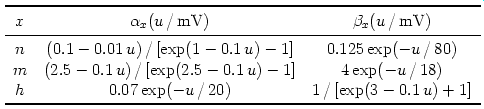 x α_x(u / mV) β_x(u / mV)
n (0.1 − 0.01 u) / [exp(1 − 0.1 u) − 1] 0.125 exp(−u / 80)
m (2.5 − 0.1 u) / [exp(2.5 − 0.1 u) − 1] 4 exp(−u / 18)
h 0.07 exp(−u / 20) 1 / [exp(3 − 0.1 u) + 1]